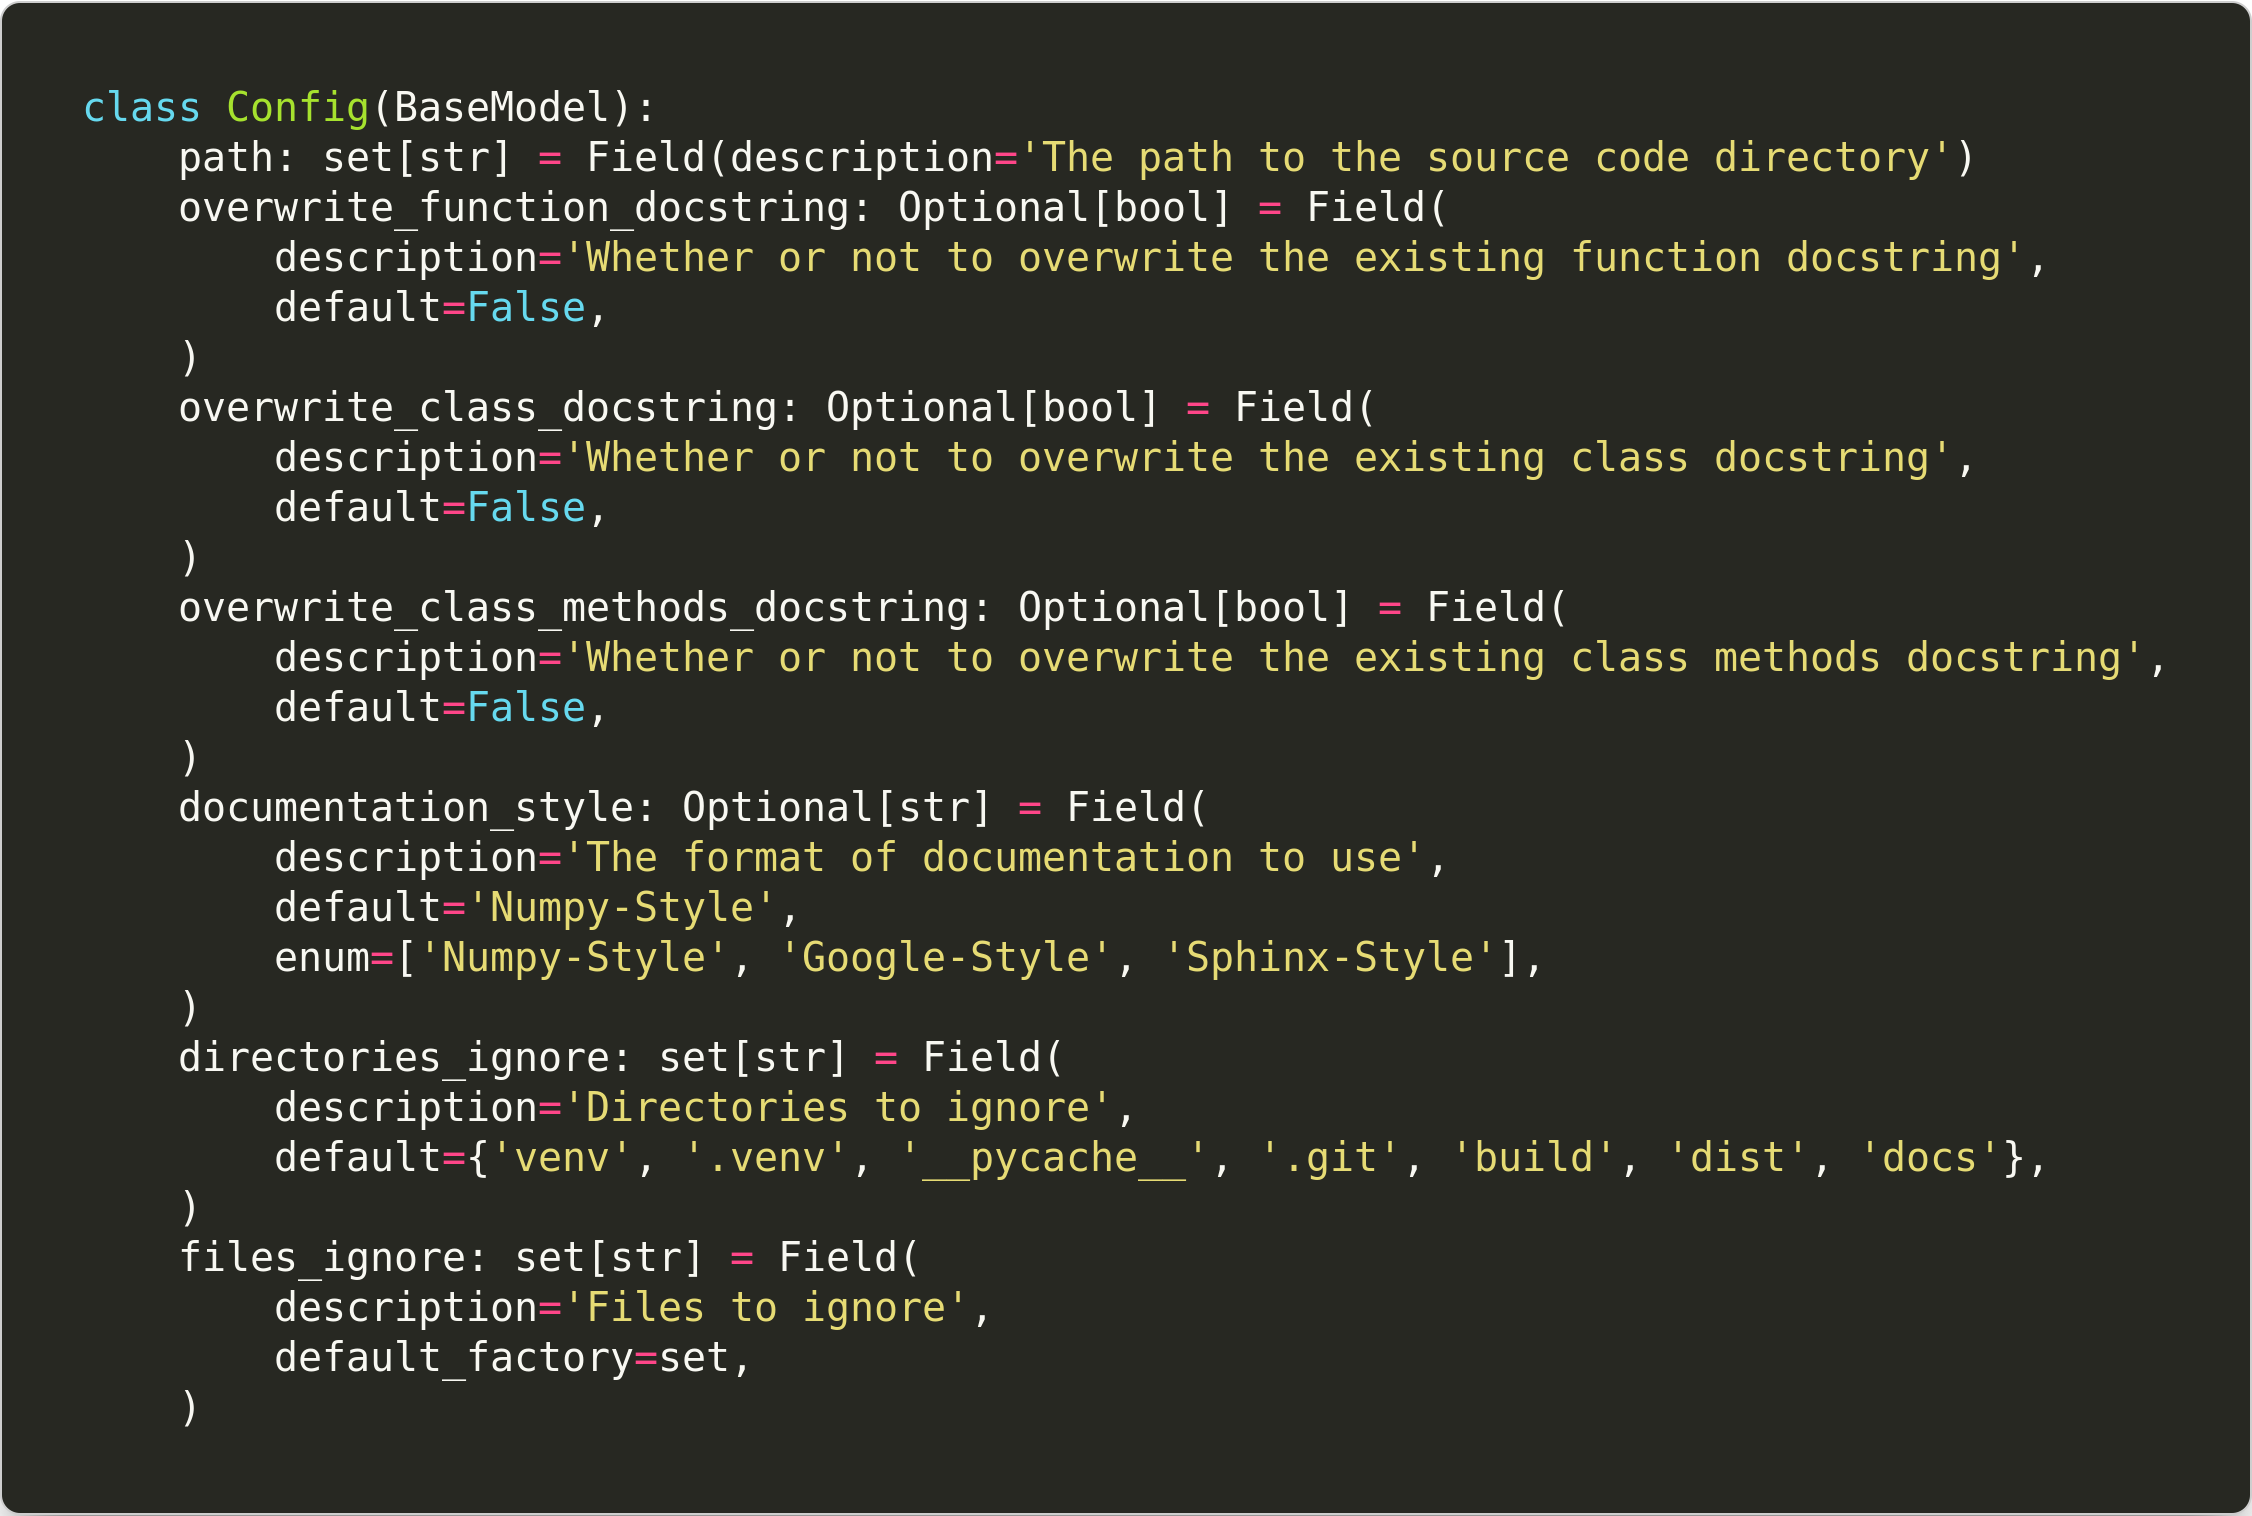 class Config(BaseModel):
    path: set[str] = Field(description='The path to the source code directory')
    overwrite_function_docstring: Optional[bool] = Field(
        description='Whether or not to overwrite the existing function docstring',
        default=False,
    )
    overwrite_class_docstring: Optional[bool] = Field(
        description='Whether or not to overwrite the existing class docstring',
        default=False,
    )
    overwrite_class_methods_docstring: Optional[bool] = Field(
        description='Whether or not to overwrite the existing class methods docstring',
        default=False,
    )
    documentation_style: Optional[str] = Field(
        description='The format of documentation to use',
        default='Numpy-Style',
        enum=['Numpy-Style', 'Google-Style', 'Sphinx-Style'],
    )
    directories_ignore: set[str] = Field(
        description='Directories to ignore',
        default={'venv', '.venv', '__pycache__', '.git', 'build', 'dist', 'docs'},
    )
    files_ignore: set[str] = Field(
        description='Files to ignore',
        default_factory=set,
    )